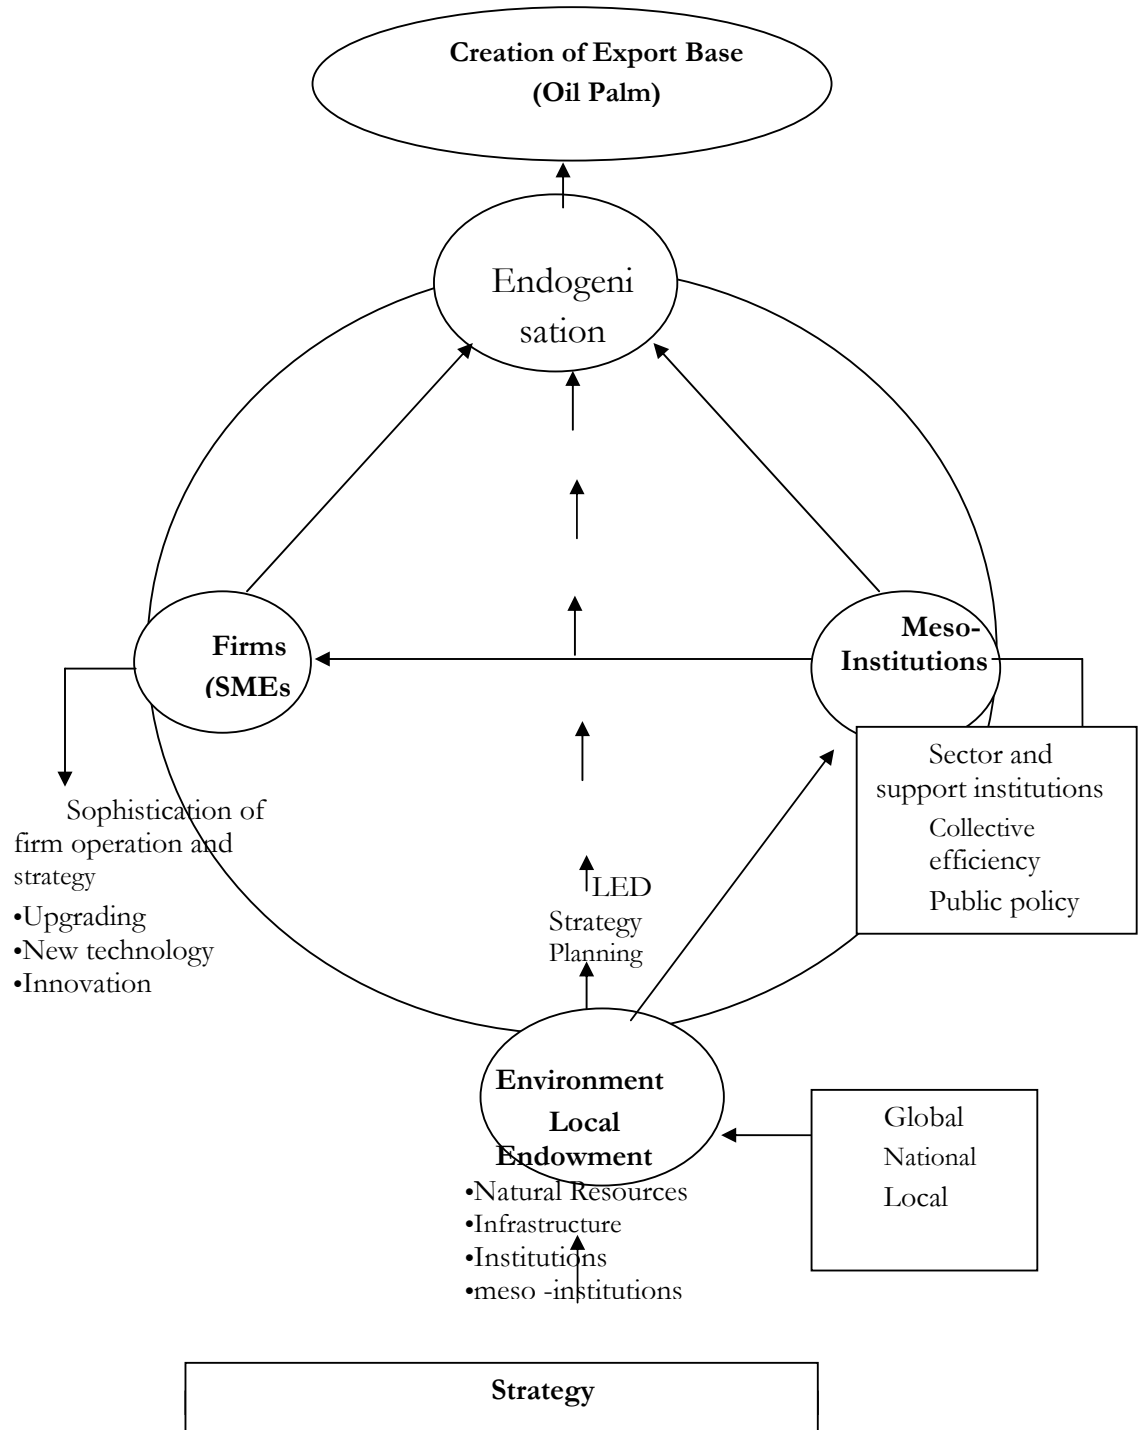 Creation of Export Base
(Oil Palm)
Endogeni
sation
Firms
(SMEs
Meso-
Institutions
Sector and
support institutions
Collective
efficiency
Public policy
Sophistication of
firm operation and
strategy
•Upgrading
•New technology
•Innovation
LED
Strategy
Planning
Environment
Local
Endowment
•Natural Resources
•Infrastructure
•Institutions
•meso -institutions
Global
National
Local
Strategy